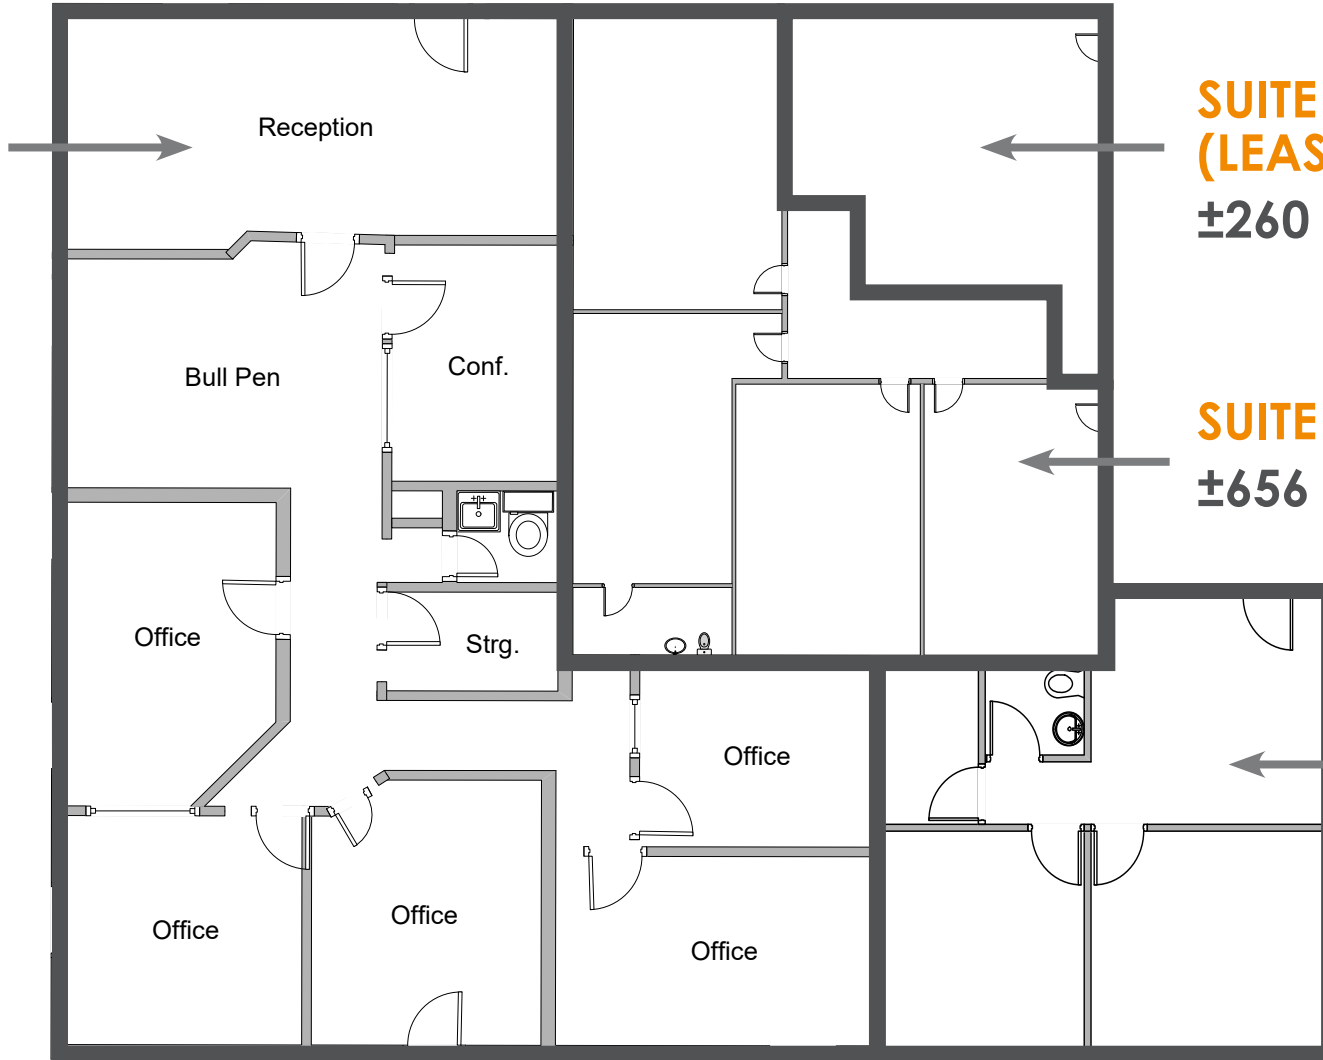 Reception
SUITE
(LEAS
±260
Bull Pen
Conf.
SUITE
±656
Office
Strg.
Office
Office
Office
Office